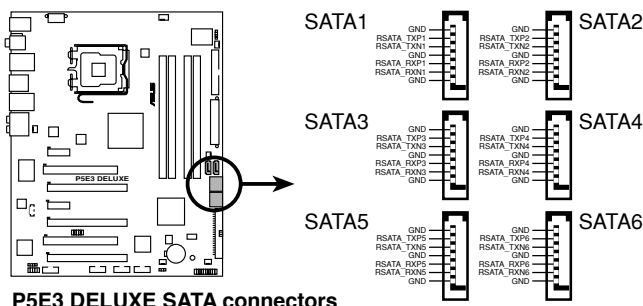 SATA1
GND
RSATA_TXP1
RSATA_TXN1
GND
RSATA_RXP1
RSATA_RXN1
GND
SATA2
GND
RSATA_TXP2
RSATA_TXN2
GND
RSATA_RXP2
RSATA_RXN2
GND
SATA3
GND
RSATA_TXP3
RSATA_TXN3
GND
RSATA_RXP3
RSATA_RXN3
GND
SATA4
GND
RSATA_TXP4
RSATA_TXN4
GND
RSATA_RXP4
RSATA_RXN4
GND
SATA5
GND
RSATA_TXP5
RSATA_TXN5
GND
RSATA_RXP5
RSATA_RXN5
GND
SATA6
GND
RSATA_TXP6
RSATA_TXN6
GND
RSATA_RXP6
RSATA_RXN6
GND
ASUS
P5E3 DELUXE
P5E3 DELUXE SATA connectors